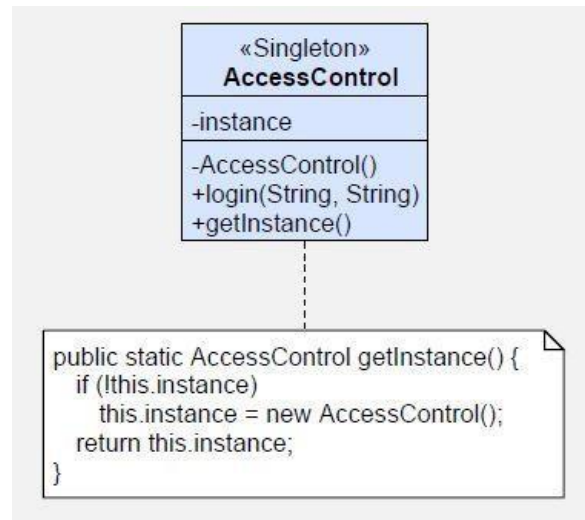 «Singleton»
AccessControl
-instance
-AccessControl()
+login(String, String)
+getInstance()
public static AccessControl getInstance() {
if (!this.instance)
this.instance = new AccessControl();
return this.instance;
}